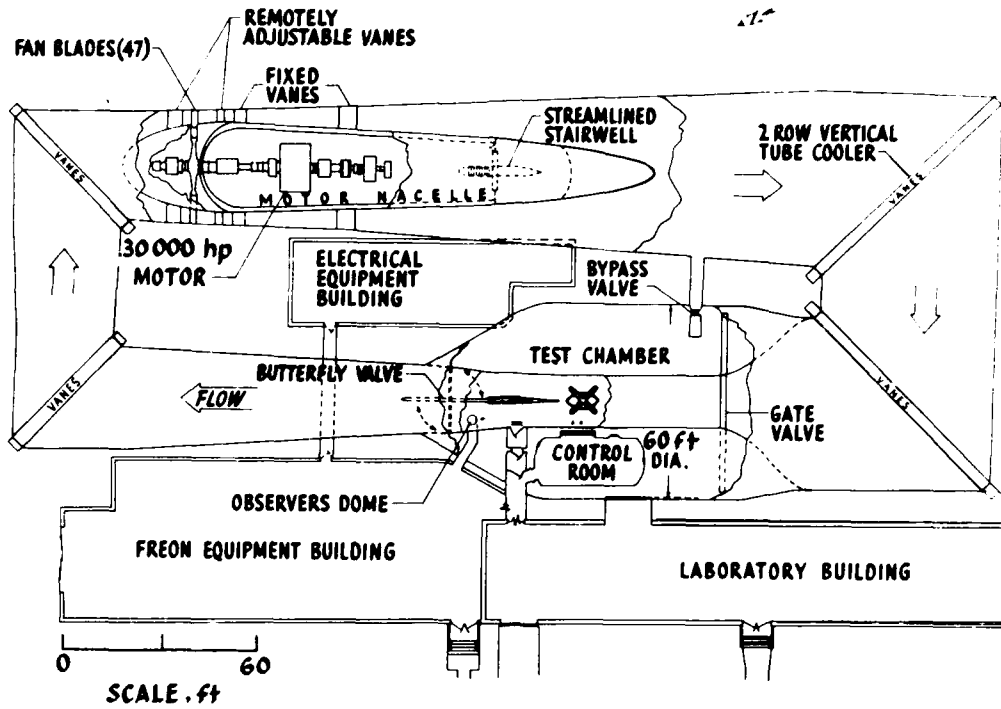 REMOTELY
ADJUSTABLE VANES
FAN BLADES(47)
FIXED
VANES
STREAMLINED
STAIRWELL
2 ROW VERTICAL
TUBE COOLER
VANES
VANES
MOTOR NACELLE
30 000 hp
MOTOR
ELECTRICAL
EQUIPMENT
BUILDING
BYPASS
VALVE
TEST CHAMBER
BUTTERFLY VALVE
FLOW
VANES
VANES
GATE
VALVE
60 ft
DIA.
CONTROL
ROOM
OBSERVERS DOME
FREON EQUIPMENT BUILDING
LABORATORY BUILDING
0 60
SCALE, ft